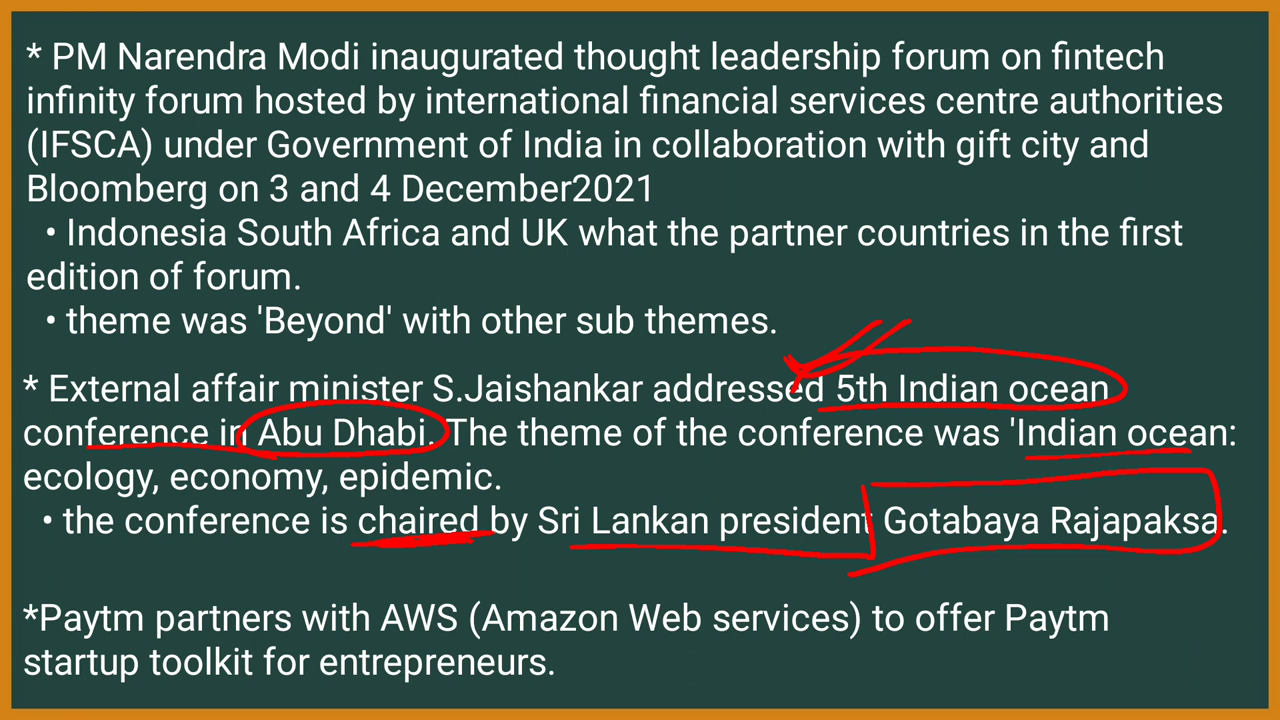 * PM Narendra Modi inaugurated thought leadership forum on fintech
infinity forum hosted by international financial services centre authorities
(IFSCA) under Government of India in collaboration with gift city and
Bloomberg on 3 and 4 December2021
• Indonesia South Africa and UK what the partner countries in the first
edition of forum.
• theme was 'Beyond' with other sub themes.
* External affair minister S.Jaishankar addressed 5th Indian ocean
conference in Abu Dhabi. The theme of the conference was 'Indian ocean:
ecology, economy, epidemic.
• the conference is chaired by Sri Lankan president Gotabaya Rajapaksa.
*Paytm partners with AWS (Amazon Web services) to offer Paytm
startup toolkit for entrepreneurs.